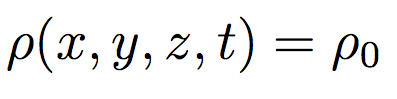 ρ(x, y, z, t) = ρ₀